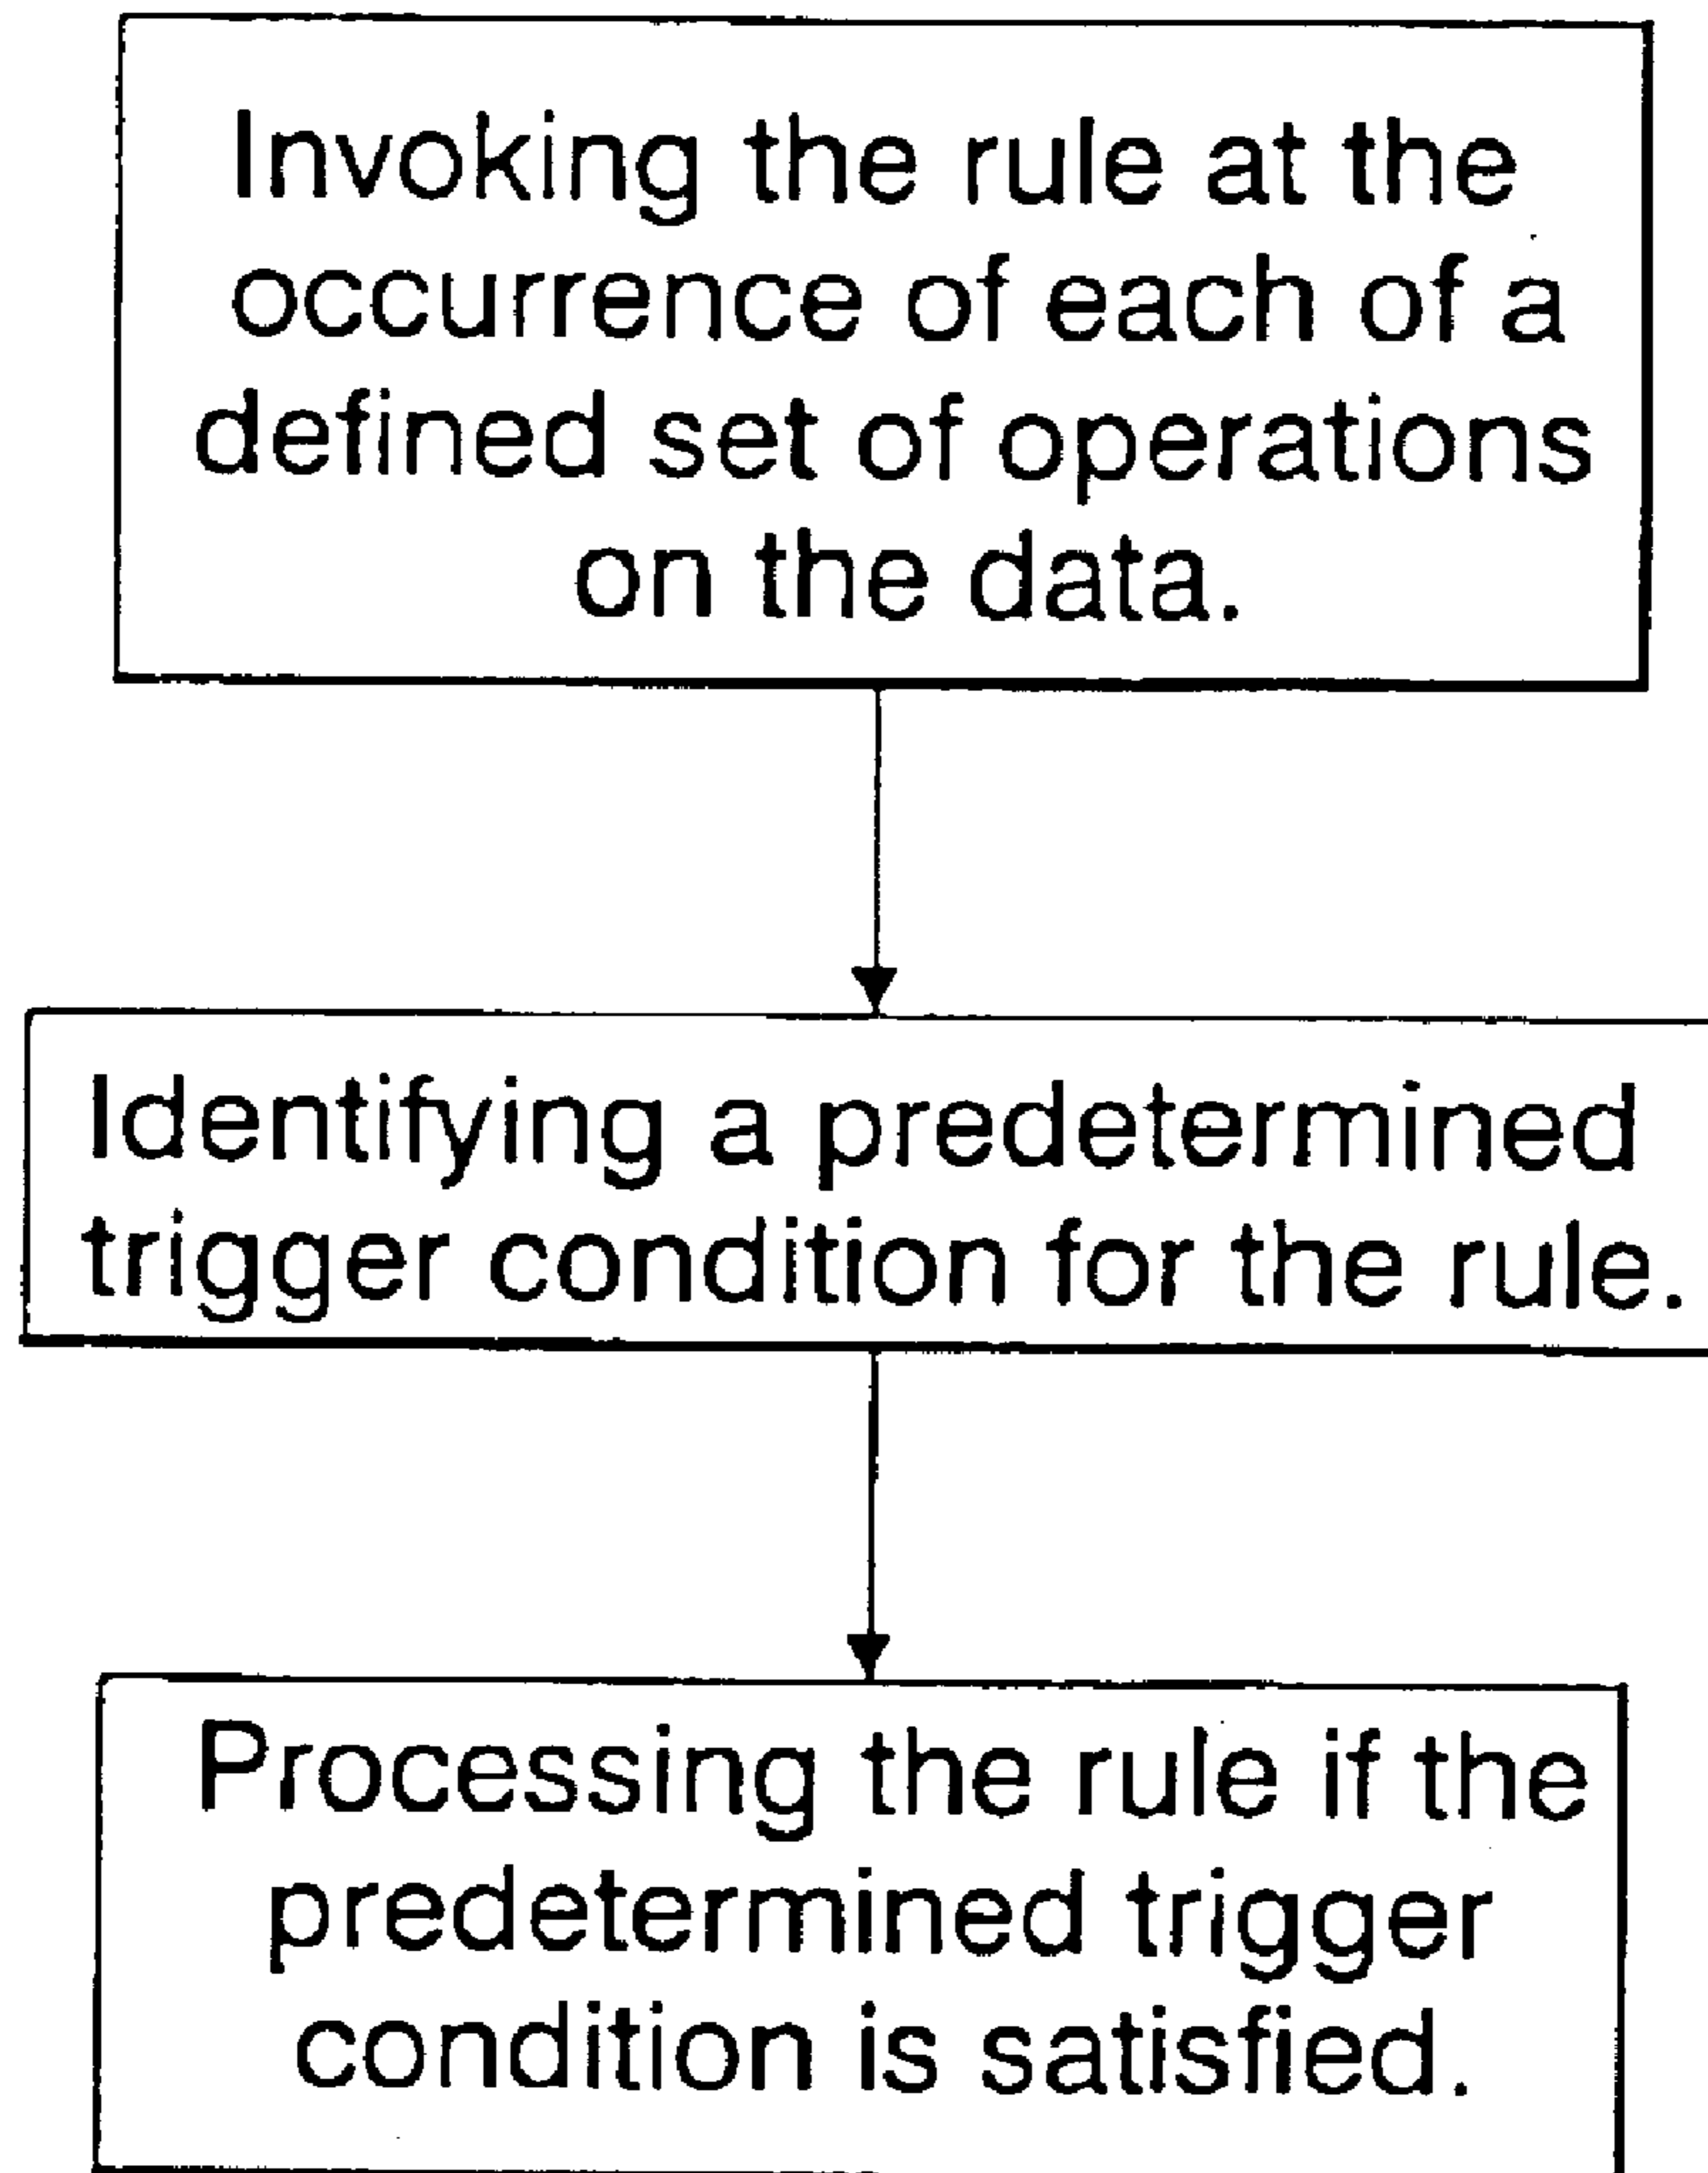 Invoking the rule at the
occurrence of each of a
defined set of operations
on the data.
Identifying a predetermined
trigger condition for the rule.
Processing the rule if the
predetermined trigger
condition is satisfied.